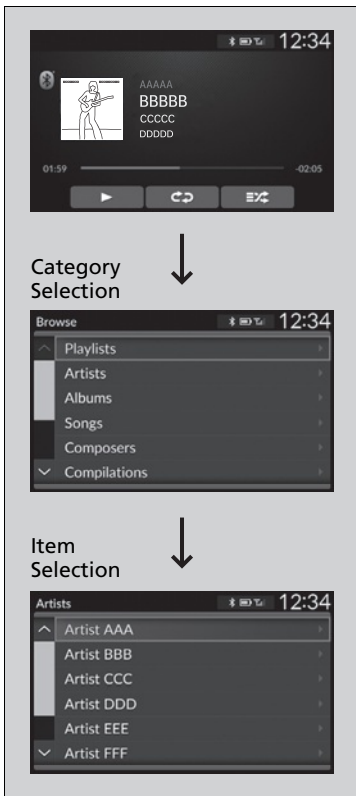 12:34
AAAAA
BBBBB
CCCCC
DDDDD
01:59
-02:05
Category
Selection
Browse 12:34
Playlists
Artists
Albums
Songs
Composers
Compilations
Item
Selection
Artists 12:34
Artist AAA
Artist BBB
Artist CCC
Artist DDD
Artist EEE
Artist FFF